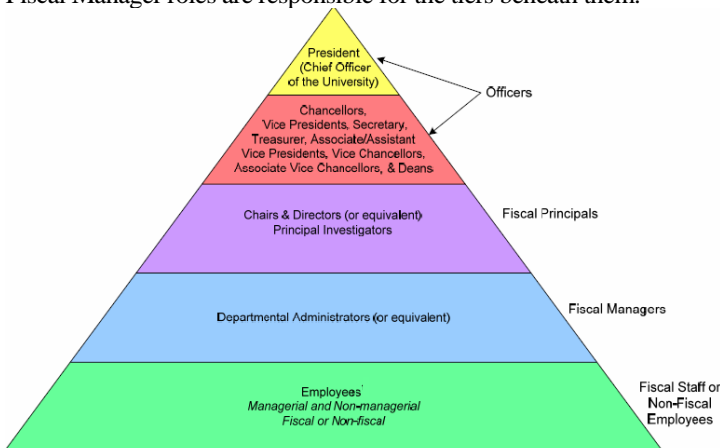 Fiscal Manager roles are responsible for the tiers beneath them.
President
(Chief Officer
of the University)
Officers
Chancellors,
Vice Presidents, Secretary,
Treasurer, Associate/Assistant
Vice Presidents, Vice Chancellors,
Associate Vice Chancellors, & Deans
Chairs & Directors (or equivalent)
Principal Investigators
Fiscal Principals
Departmental Administrators (or equivalent)
Fiscal Managers
Employees'
Managerial and Non-managerial
Fiscal or Non-fiscal
Fiscal Staff or
Non-Fiscal
Employees